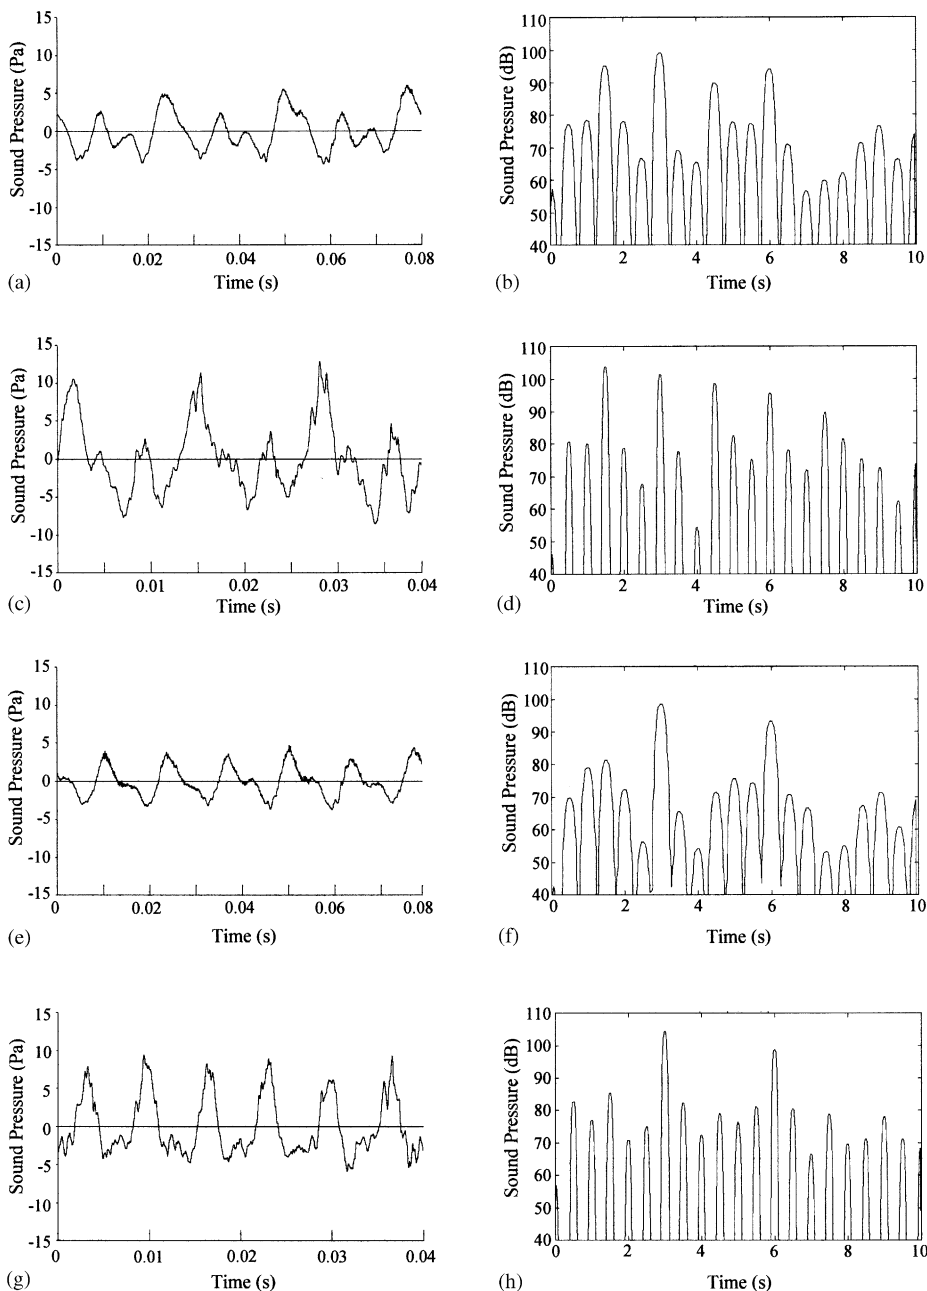 15
10
5
0
-5
-10
-15
Sound Pressure (Pa)
0 0.02 0.04 0.06 0.08
Time (s)
(a)
110
100
90
80
70
60
50
40
Sound Pressure (dB)
0 2 4 6 8 10
Time (s)
(b)
15
10
5
0
-5
-10
-15
Sound Pressure (Pa)
0 0.01 0.02 0.03 0.04
Time (s)
(c)
110
100
90
80
70
60
50
40
Sound Pressure (dB)
0 2 4 6 8 10
Time (s)
(d)
15
10
5
0
-5
-10
-15
Sound Pressure (Pa)
0 0.02 0.04 0.06 0.08
Time (s)
(e)
110
100
90
80
70
60
50
40
Sound Pressure (dB)
0 2 4 6 8 10
Time (s)
(f)
15
10
5
0
-5
-10
-15
Sound Pressure (Pa)
0 0.01 0.02 0.03 0.04
Time (s)
(g)
110
100
90
80
70
60
50
40
Sound Pressure (dB)
0 2 4 6 8 10
Time (s)
(h)